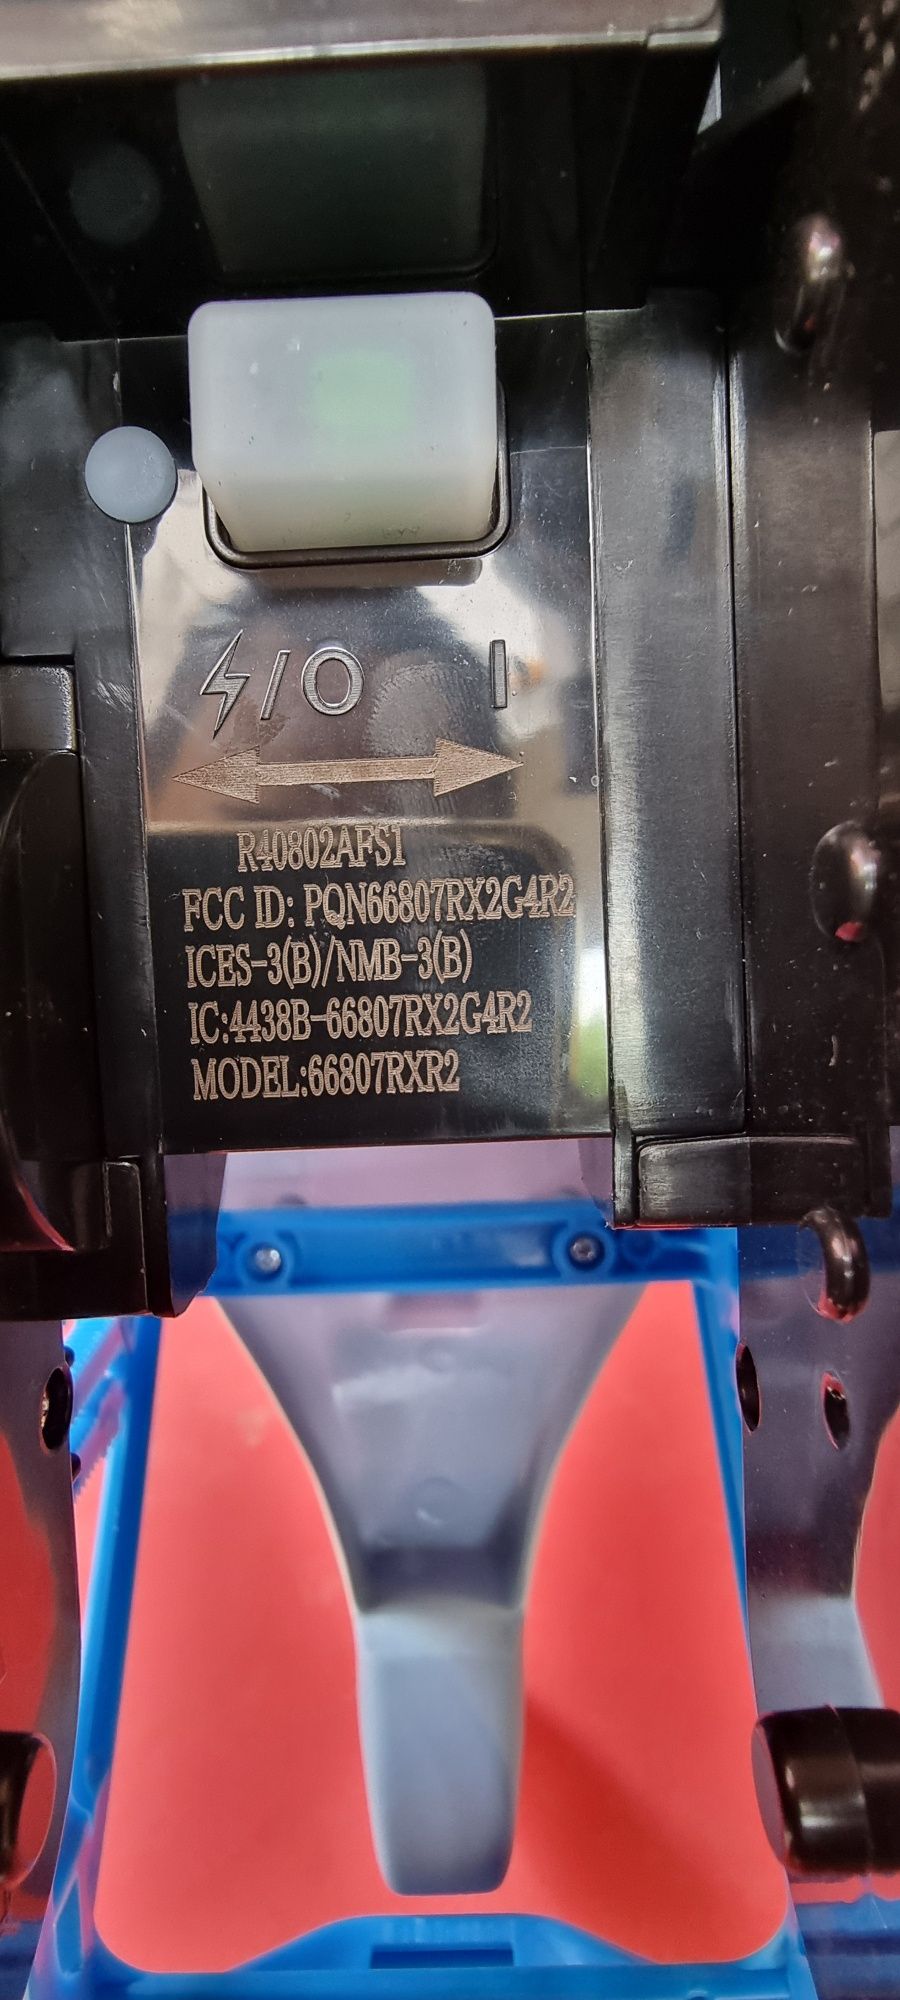 ⚡/O I
R40802AFS1
FCC ID: PQN66807RX2G4R2
ICES-3(B)/NMB-3(B)
IC:4438B-66807RX2G4R2
MODEL:66807RXR2